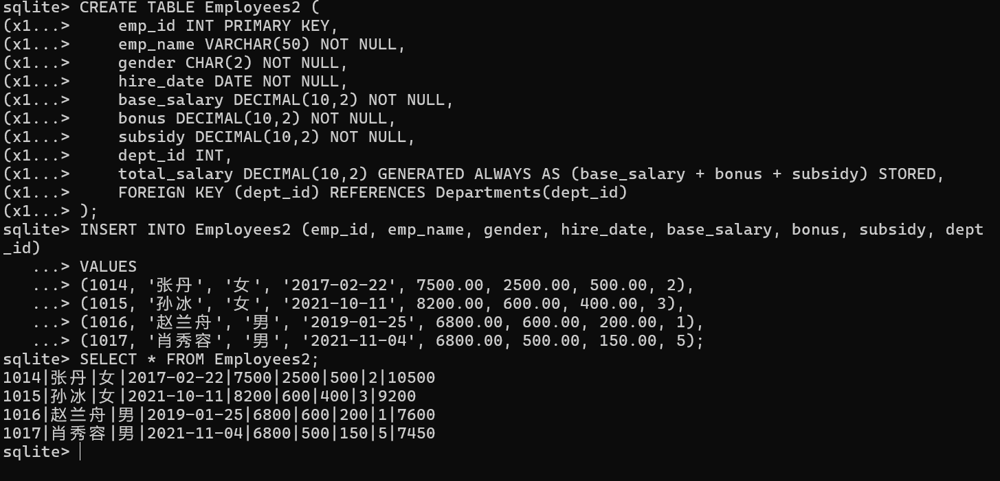 sqlite> CREATE TABLE Employees2 (
(x1...>     emp_id INT PRIMARY KEY,
(x1...>     emp_name VARCHAR(50) NOT NULL,
(x1...>     gender CHAR(2) NOT NULL,
(x1...>     hire_date DATE NOT NULL,
(x1...>     base_salary DECIMAL(10,2) NOT NULL,
(x1...>     bonus DECIMAL(10,2) NOT NULL,
(x1...>     subsidy DECIMAL(10,2) NOT NULL,
(x1...>     dept_id INT,
(x1...>     total_salary DECIMAL(10,2) GENERATED ALWAYS AS (base_salary + bonus + subsidy) STORED,
(x1...>     FOREIGN KEY (dept_id) REFERENCES Departments(dept_id)
(x1...> );
sqlite> INSERT INTO Employees2 (emp_id, emp_name, gender, hire_date, base_salary, bonus, subsidy, dept
_id)
   ...> VALUES
   ...> (1014, '张丹', '女', '2017-02-22', 7500.00, 2500.00, 500.00, 2),
   ...> (1015, '孙冰', '女', '2021-10-11', 8200.00, 600.00, 400.00, 3),
   ...> (1016, '赵兰舟', '男', '2019-01-25', 6800.00, 600.00, 200.00, 1),
   ...> (1017, '肖秀容', '男', '2021-11-04', 6800.00, 500.00, 150.00, 5);
sqlite> SELECT * FROM Employees2;
1014|张丹|女|2017-02-22|7500|2500|500|2|10500
1015|孙冰|女|2021-10-11|8200|600|400|3|9200
1016|赵兰舟|男|2019-01-25|6800|600|200|1|7600
1017|肖秀容|男|2021-11-04|6800|500|150|5|7450
sqlite>